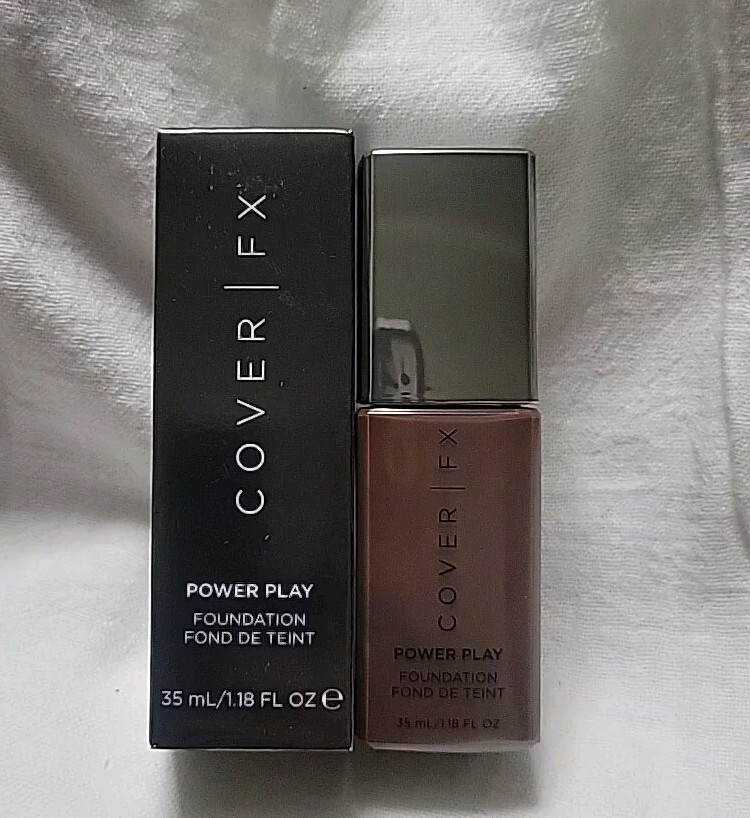 COVER | FX
POWER PLAY
FOUNDATION
FOND DE TEINT
35 mL/1.18 FL OZ ℮
COVER | FX
POWER PLAY
FOUNDATION
FOND DE TEINT
35 mL/1.18 FL OZ